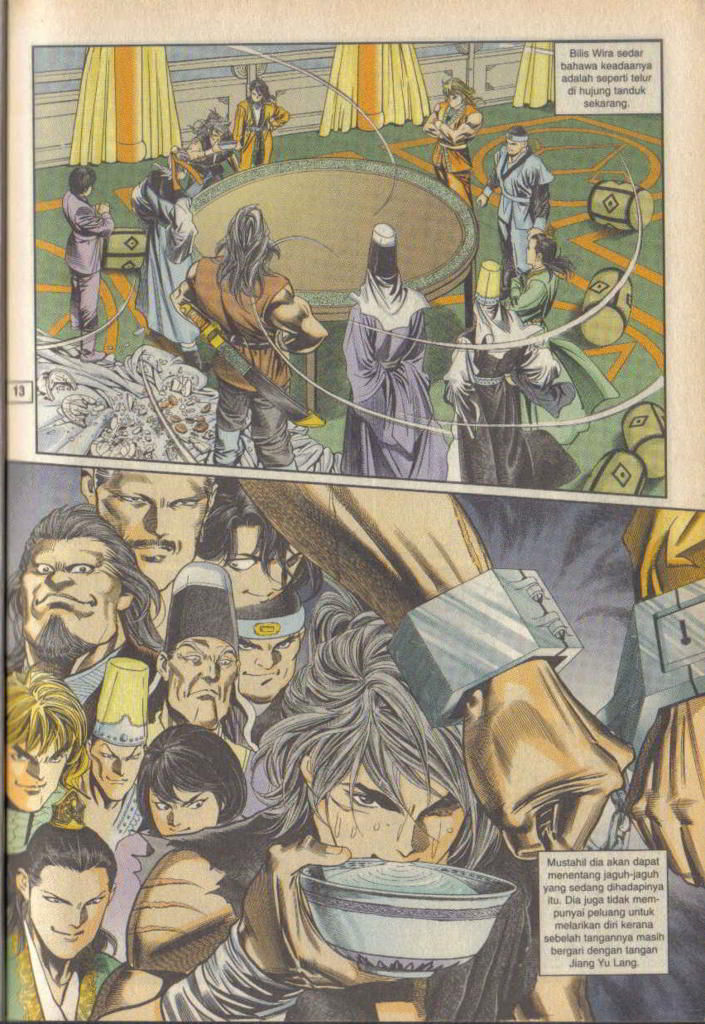 Bilis Wira sedar
bahawa keadaanya
adalah seperti telur
di hujung tanduk
sekarang.
13
Mustahil dia akan dapat
menentang jaguh-jaguh
yang sedang dihadapinya
itu. Dia juga tidak mem-
punyai peluang untuk
melarikan diri kerana
sebelah tangannya masih
bergari dengan tangan
Jiang Yu Lang.